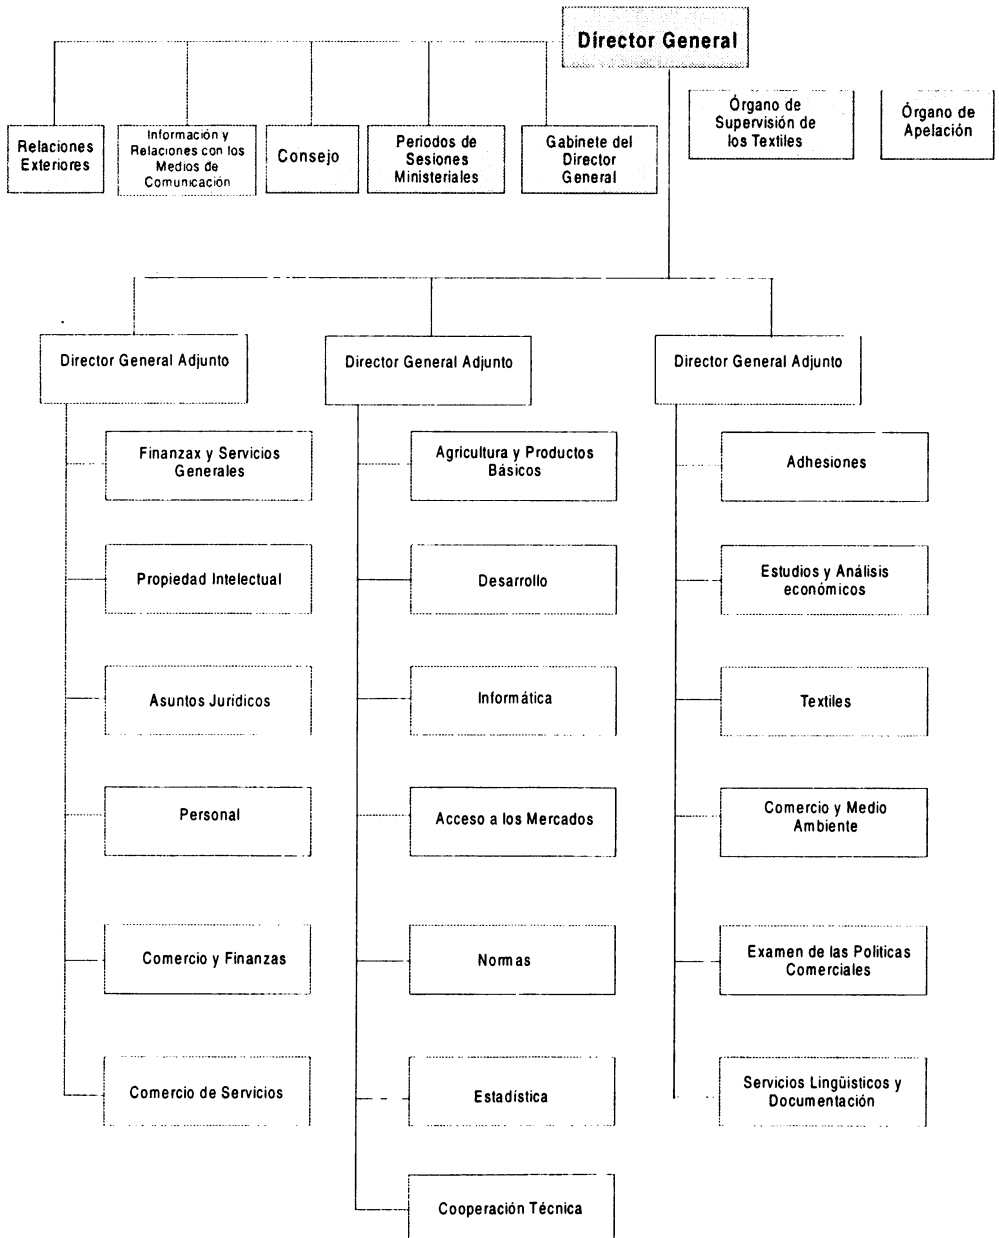 Director General
Órgano de
Supervisión de
los Textiles
Órgano de
Apelación
Relaciones
Exteriores
Información y
Relaciones con los
Medios de
Comunicación
Consejo
Periodos de
Sesiones
Ministeriales
Gabinete del
Director
General
Director General Adjunto
Finanzax y Servicios
Generales
Propiedad Intelectual
Asuntos Jurídicos
Personal
Comercio y Finanzas
Comercio de Servicios
Director General Adjunto
Agricultura y Productos
Básicos
Desarrollo
Informática
Acceso a los Mercados
Normas
Estadística
Cooperación Técnica
Director General Adjunto
Adhesiones
Estudios y Análisis
económicos
Textiles
Comercio y Medio
Ambiente
Examen de las Politicas
Comerciales
Servicios Lingüisticos y
Documentación